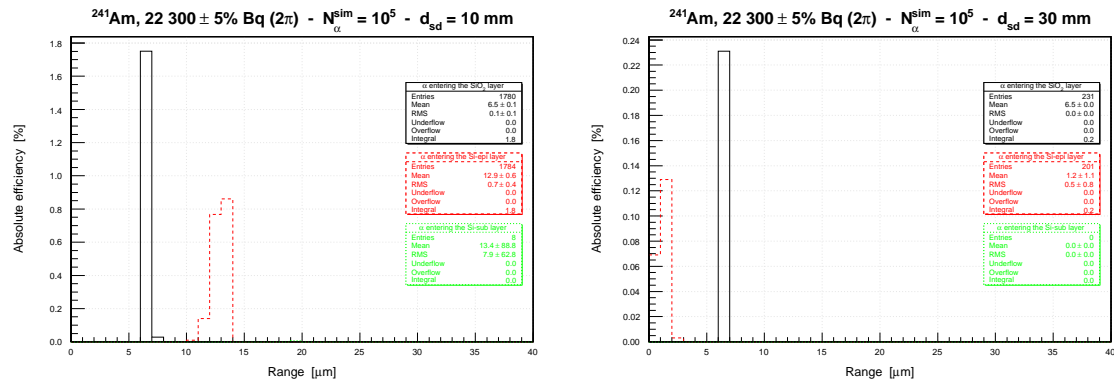 ²⁴¹Am, 22 300 ± 5% Bq (2π) - N_α^sim = 10⁵ - d_sd = 10 mm
Absolute efficiency [%]
1.8
1.6
1.4
1.2
1.0
0.8
0.6
0.4
0.2
0.0
0 5 10 15 20 25 30 35 40
Range [μm]
α entering the SiO₂ layer
Entries 1780
Mean 6.5 ± 0.1
RMS 0.1 ± 0.1
Underflow 0.0
Overflow 0.0
Integral 1.8
α entering the Si-epi layer
Entries 1784
Mean 12.9 ± 0.6
RMS 0.7 ± 0.4
Underflow 0.0
Overflow 0.0
Integral 1.8
α entering the Si-sub layer
Entries 8
Mean 13.4 ± 86.8
RMS 7.9 ± 82.8
Underflow 0.0
Overflow 0.0
Integral 0.0
²⁴¹Am, 22 300 ± 5% Bq (2π) - N_α^sim = 10⁵ - d_sd = 30 mm
Absolute efficiency [%]
0.24
0.22
0.20
0.18
0.16
0.14
0.12
0.10
0.08
0.06
0.04
0.02
0.00
0 5 10 15 20 25 30 35 40
Range [μm]
α entering the SiO₂ layer
Entries 231
Mean 6.5 ± 0.0
RMS 0.0 ± 0.0
Underflow 0.0
Overflow 0.0
Integral 0.2
α entering the Si-epi layer
Entries 201
Mean 1.2 ± 1.1
RMS 0.5 ± 0.8
Underflow 0.0
Overflow 0.0
Integral 0.2
α entering the Si-sub layer
Entries 0
Mean 0.0 ± 0.0
RMS 0.0 ± 0.0
Underflow 0.0
Overflow 0.0
Integral 0.0